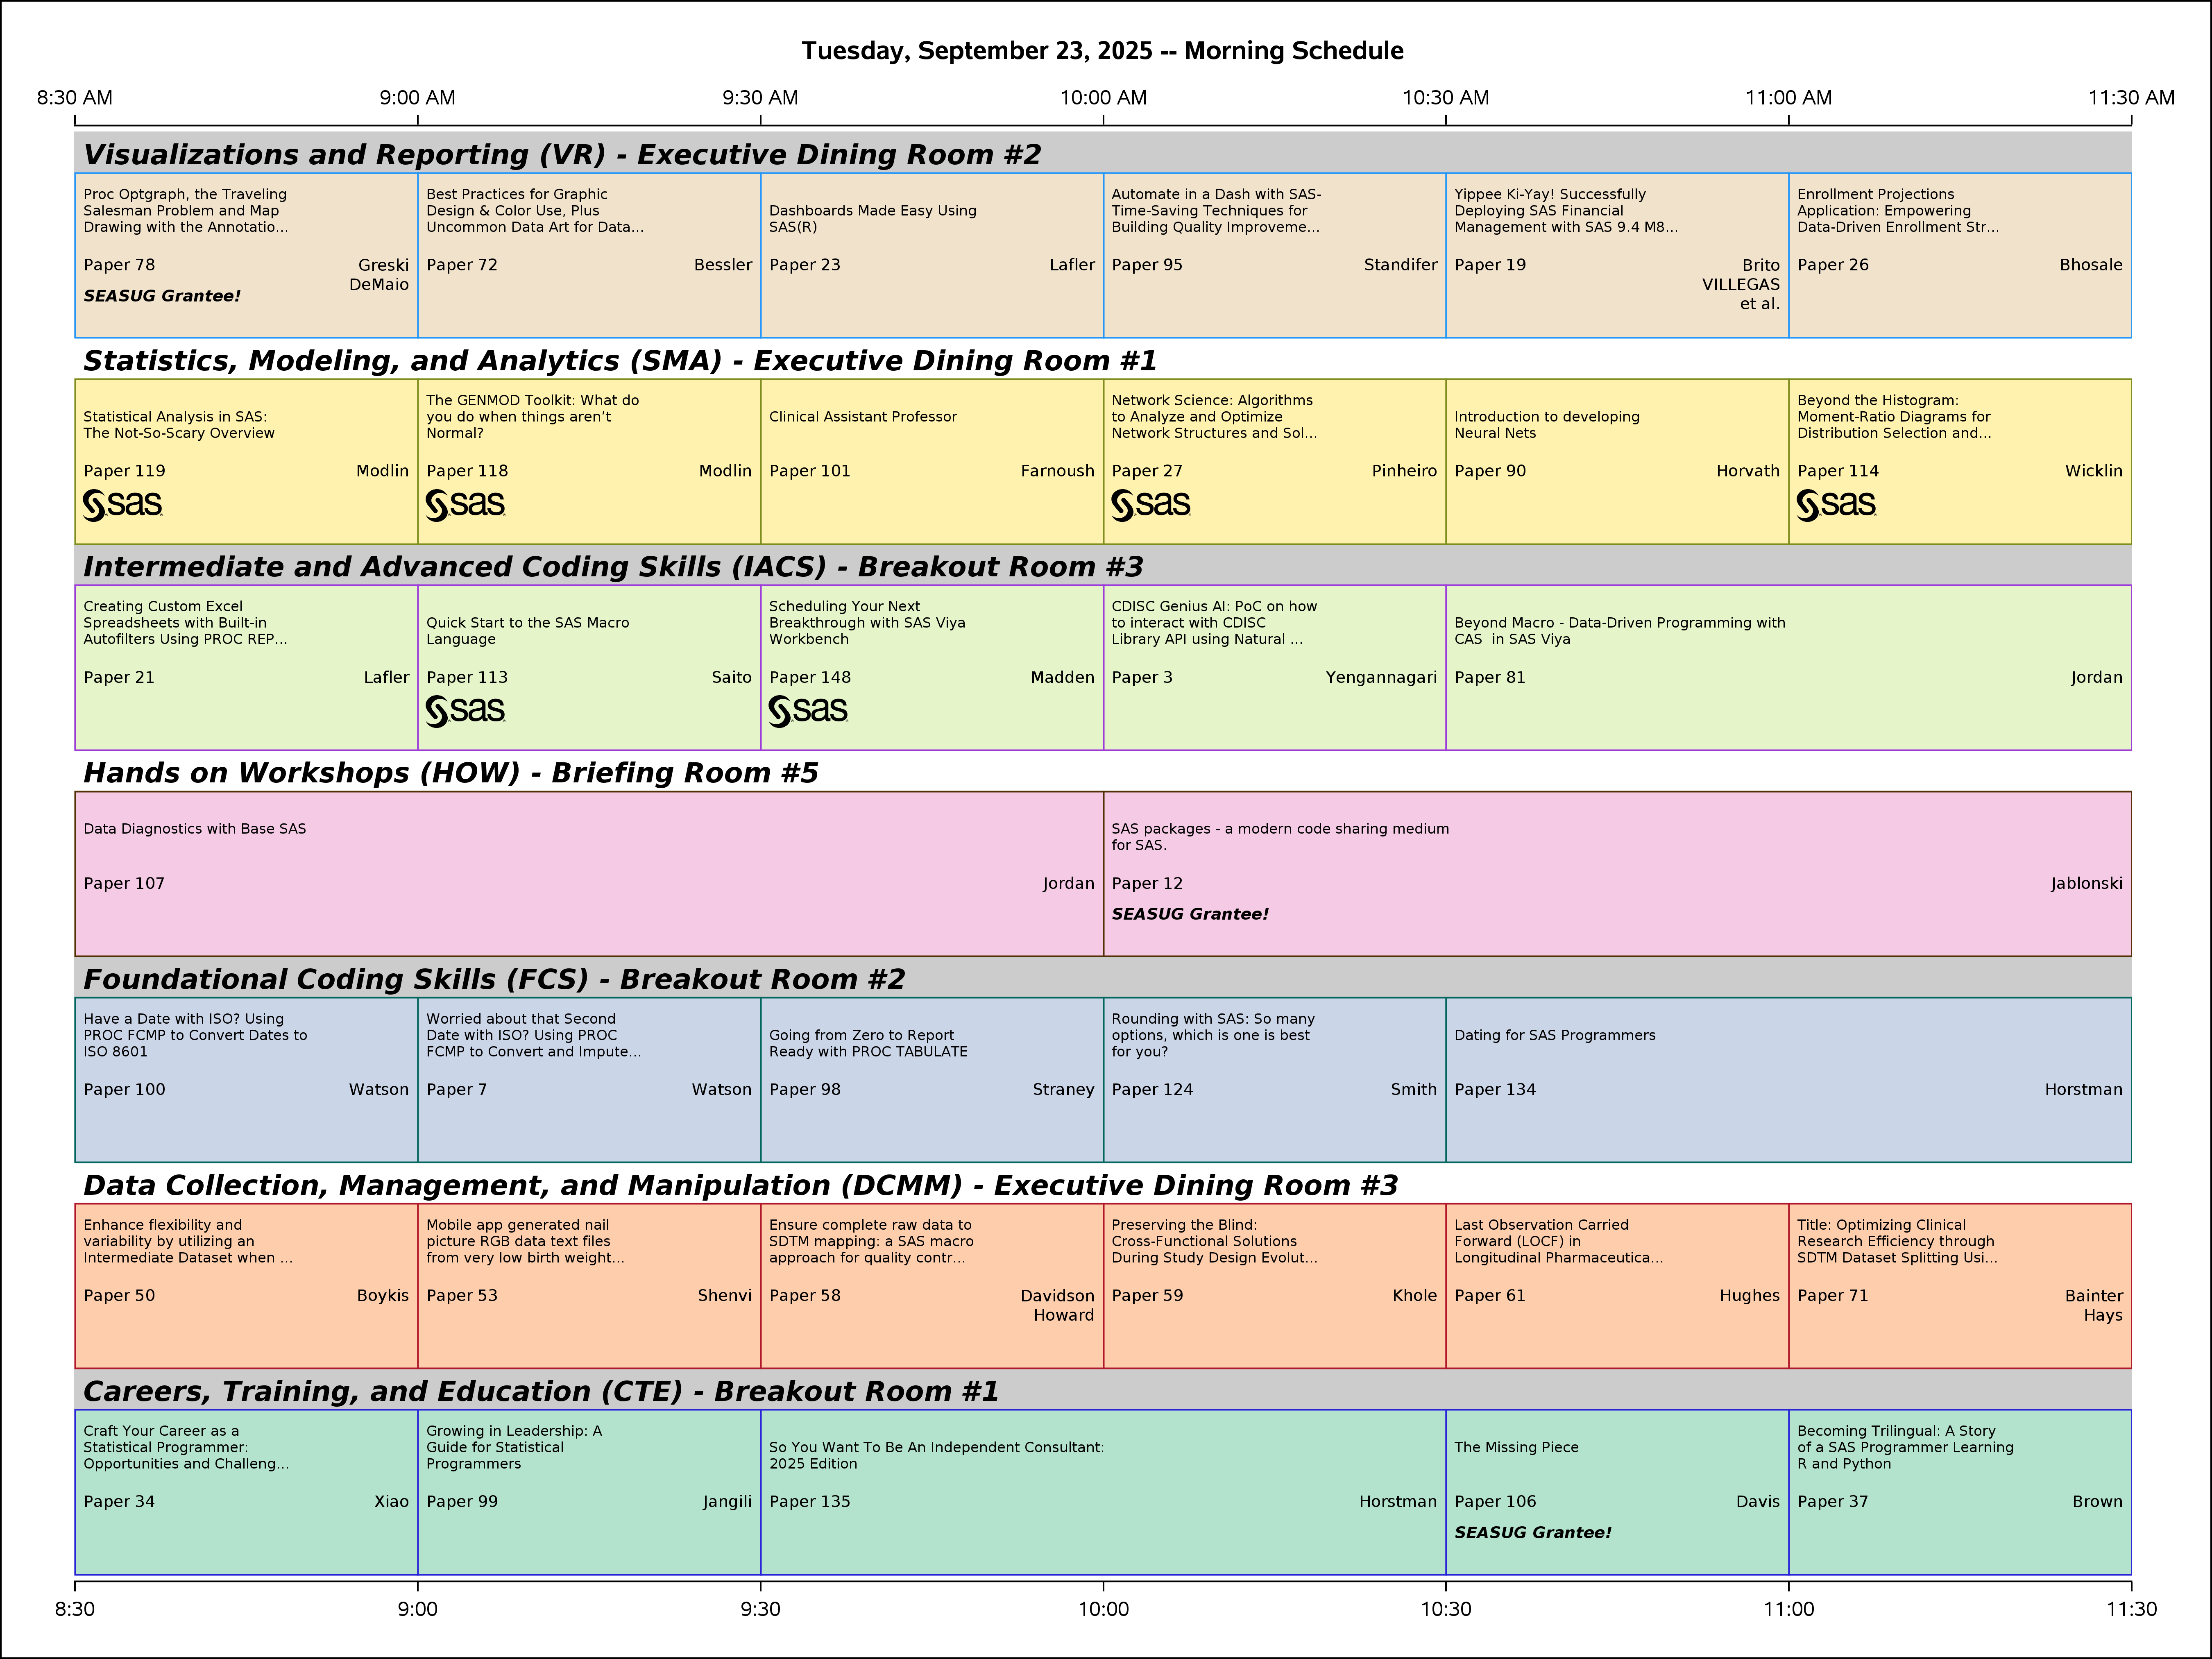 Tuesday, September 23, 2025 -- Morning Schedule
8:30 AM 9:00 AM 9:30 AM 10:00 AM 10:30 AM 11:00 AM 11:30 AM
Visualizations and Reporting (VR) - Executive Dining Room #2
Proc Optgraph, the Traveling
Salesman Problem and Map
Drawing with the Annotatio...
Paper 78 Greski
DeMaio
SEASUG Grantee!
Best Practices for Graphic
Design & Color Use, Plus
Uncommon Data Art for Data...
Paper 72 Bessler
Dashboards Made Easy Using
SAS(R)
Paper 23 Lafler
Automate in a Dash with SAS-
Time-Saving Techniques for
Building Quality Improveme...
Paper 95 Standifer
Yippee Ki-Yay! Successfully
Deploying SAS Financial
Management with SAS 9.4 M8...
Paper 19 Brito
VILLEGAS
et al.
Enrollment Projections
Application: Empowering
Data-Driven Enrollment Str...
Paper 26 Bhosale
Statistics, Modeling, and Analytics (SMA) - Executive Dining Room #1
Statistical Analysis in SAS:
The Not-So-Scary Overview
Paper 119 Modlin
sas
The GENMOD Toolkit: What do
you do when things aren’t
Normal?
Paper 118 Modlin
sas
Clinical Assistant Professor
Paper 101 Farnoush
Network Science: Algorithms
to Analyze and Optimize
Network Structures and Sol...
Paper 27 Pinheiro
sas
Introduction to developing
Neural Nets
Paper 90 Horvath
Beyond the Histogram:
Moment-Ratio Diagrams for
Distribution Selection and...
Paper 114 Wicklin
sas
Intermediate and Advanced Coding Skills (IACS) - Breakout Room #3
Creating Custom Excel
Spreadsheets with Built-in
Autofilters Using PROC REP...
Paper 21 Lafler
Quick Start to the SAS Macro
Language
Paper 113 Saito
sas
Scheduling Your Next
Breakthrough with SAS Viya
Workbench
Paper 148 Madden
sas
CDISC Genius AI: PoC on how
to interact with CDISC
Library API using Natural ...
Paper 3 Yengannagari
Beyond Macro - Data-Driven Programming with
CAS  in SAS Viya
Paper 81 Jordan
Hands on Workshops (HOW) - Briefing Room #5
Data Diagnostics with Base SAS
Paper 107 Jordan
SAS packages - a modern code sharing medium
for SAS.
Paper 12 Jablonski
SEASUG Grantee!
Foundational Coding Skills (FCS) - Breakout Room #2
Have a Date with ISO? Using
PROC FCMP to Convert Dates to
ISO 8601
Paper 100 Watson
Worried about that Second
Date with ISO? Using PROC
FCMP to Convert and Impute...
Paper 7 Watson
Going from Zero to Report
Ready with PROC TABULATE
Paper 98 Straney
Rounding with SAS: So many
options, which is one is best
for you?
Paper 124 Smith
Dating for SAS Programmers
Paper 134 Horstman
Data Collection, Management, and Manipulation (DCMM) - Executive Dining Room #3
Enhance flexibility and
variability by utilizing an
Intermediate Dataset when ...
Paper 50 Boykis
Mobile app generated nail
picture RGB data text files
from very low birth weight...
Paper 53 Shenvi
Ensure complete raw data to
SDTM mapping: a SAS macro
approach for quality contr...
Paper 58 Davidson
Howard
Preserving the Blind:
Cross-Functional Solutions
During Study Design Evolut...
Paper 59 Khole
Last Observation Carried
Forward (LOCF) in
Longitudinal Pharmaceutica...
Paper 61 Hughes
Title: Optimizing Clinical
Research Efficiency through
SDTM Dataset Splitting Usi...
Paper 71 Bainter
Hays
Careers, Training, and Education (CTE) - Breakout Room #1
Craft Your Career as a
Statistical Programmer:
Opportunities and Challeng...
Paper 34 Xiao
Growing in Leadership: A
Guide for Statistical
Programmers
Paper 99 Jangili
So You Want To Be An Independent Consultant:
2025 Edition
Paper 135 Horstman
The Missing Piece
Paper 106 Davis
SEASUG Grantee!
Becoming Trilingual: A Story
of a SAS Programmer Learning
R and Python
Paper 37 Brown
8:30 9:00 9:30 10:00 10:30 11:00 11:30